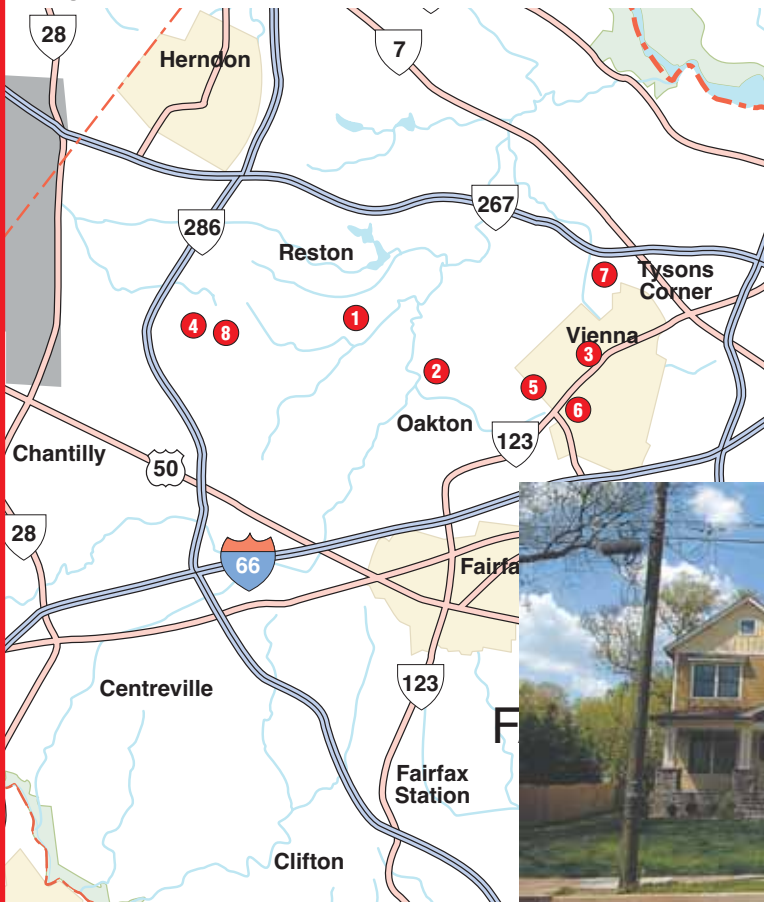 28
Herndon
7
267
286
Reston
7
Tysons
Corner
1
4
8
Vienna
3
2
5
6
Oakton
123
Chantilly
50
28
66
Fairfa
Centreville
123
F
Fairfax
Station
Clifton